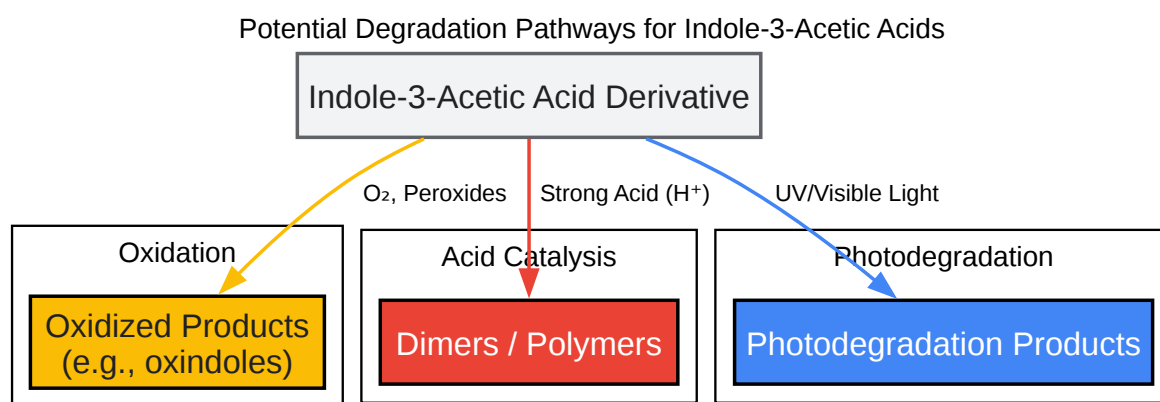 Potential Degradation Pathways for Indole-3-Acetic Acids
Indole-3-Acetic Acid Derivative
O₂, Peroxides
Strong Acid (H⁺)
UV/Visible Light
Oxidation
Acid Catalysis
Photodegradation
Oxidized Products
(e.g., oxindoles)
Dimers / Polymers
Photodegradation Products